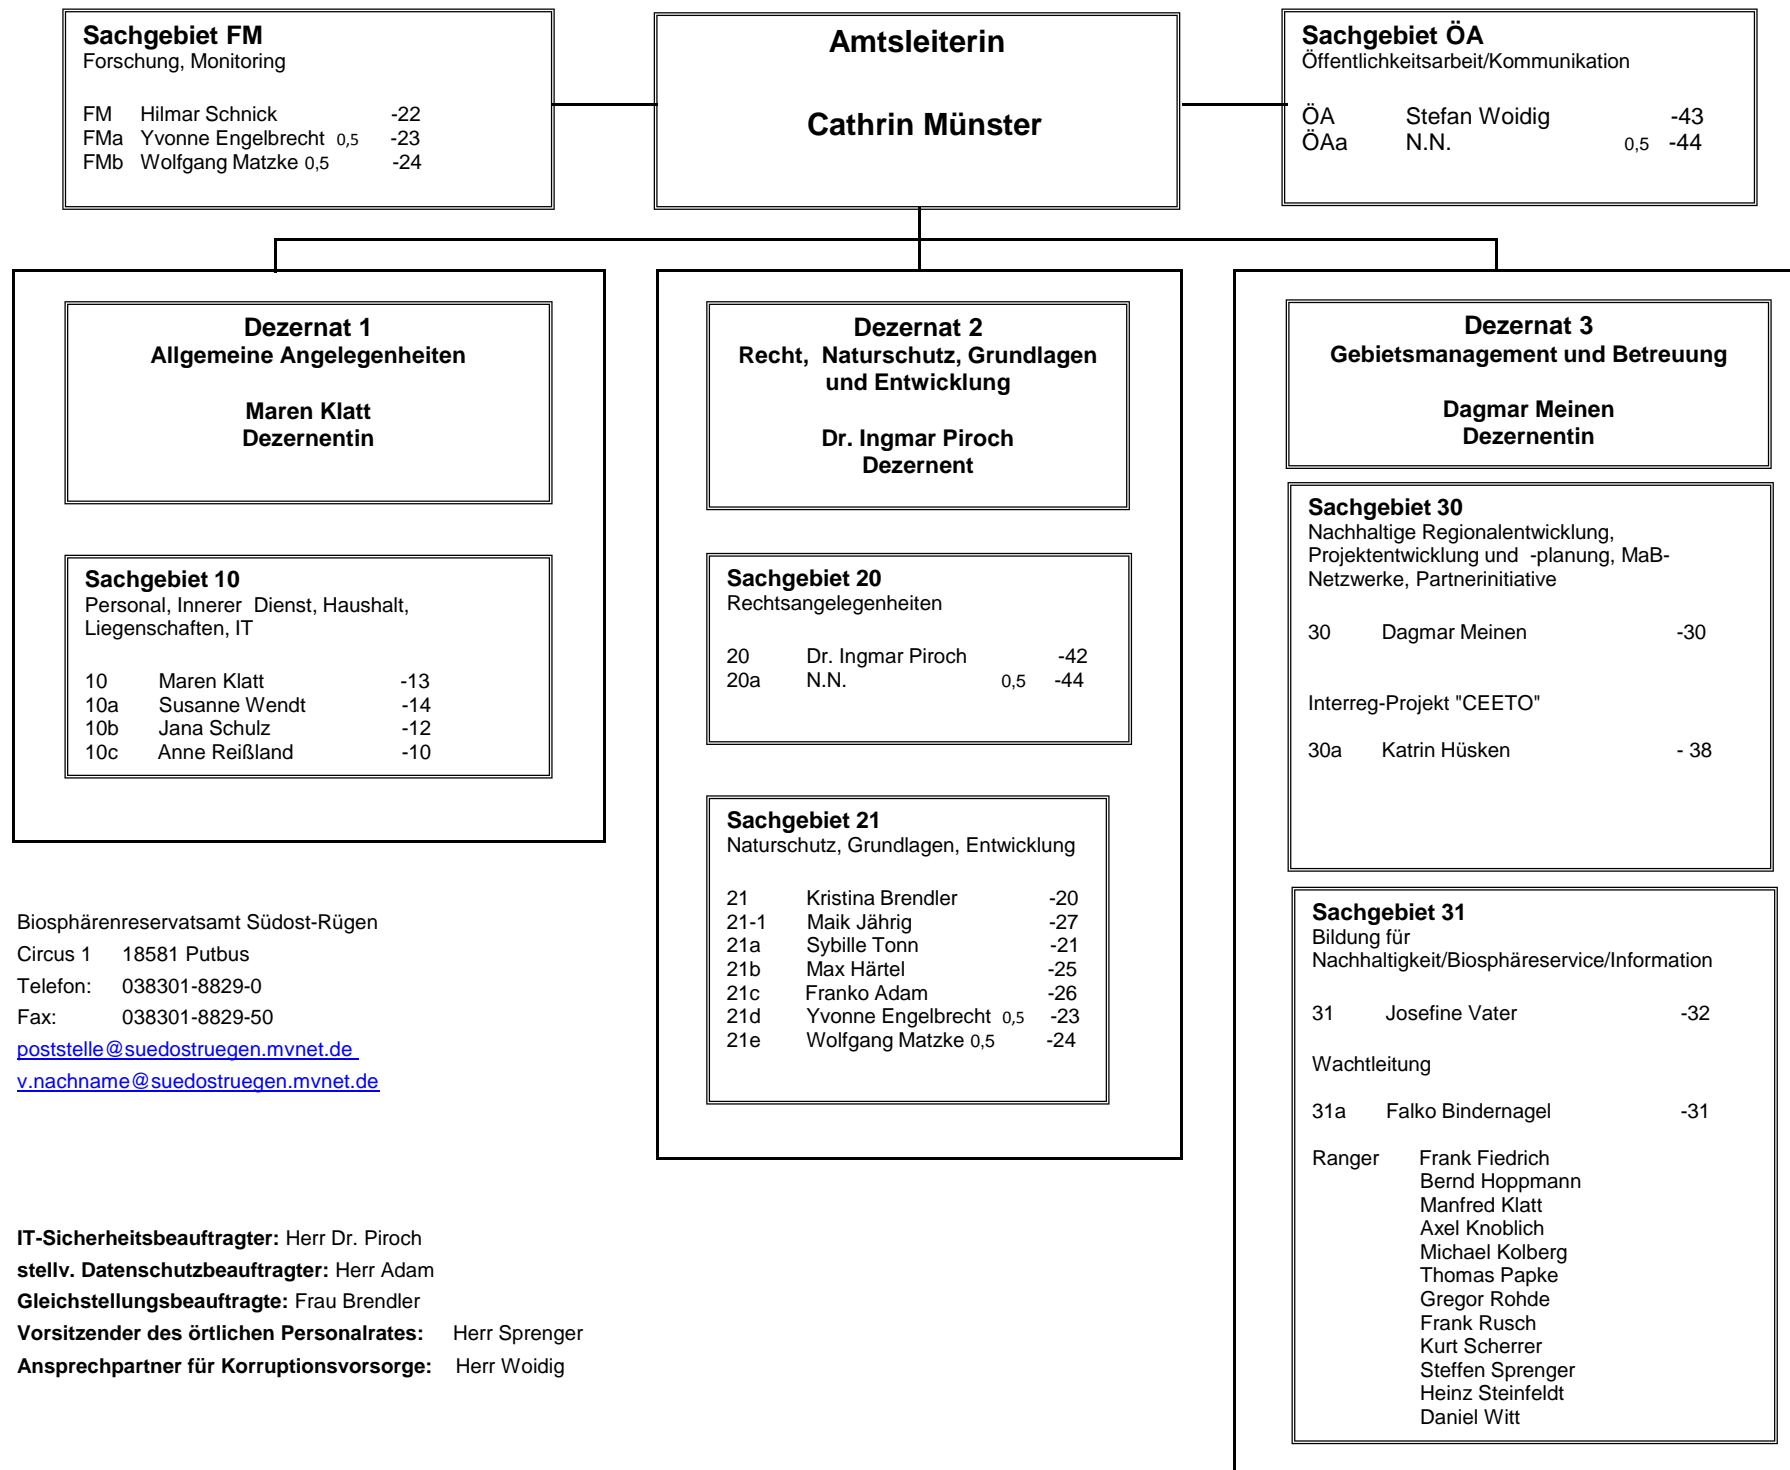 Sachgebiet FM
Forschung, Monitoring
FM Hilmar Schnick -22
FMa Yvonne Engelbrecht 0,5 -23
FMb Wolfgang Matzke 0,5 -24
Amtsleiterin
Cathrin Münster
Sachgebiet ÖA
Öffentlichkeitsarbeit/Kommunikation
ÖA Stefan Woidig -43
ÖAa N.N. 0,5 -44
Dezernat 1
Allgemeine Angelegenheiten
Maren Klatt
Dezernentin
Sachgebiet 10
Personal, Innerer Dienst, Haushalt,
Liegenschaften, IT
10 Maren Klatt -13
10a Susanne Wendt -14
10b Jana Schulz -12
10c Anne Reißland -10
Dezernat 2
Recht, Naturschutz, Grundlagen
und Entwicklung
Dr. Ingmar Piroch
Dezernent
Sachgebiet 20
Rechtsangelegenheiten
20 Dr. Ingmar Piroch -42
20a N.N. 0,5 -44
Sachgebiet 21
Naturschutz, Grundlagen, Entwicklung
21 Kristina Brendler -20
21-1 Maik Jährig -27
21a Sybille Tonn -21
21b Max Härtel -25
21c Franko Adam -26
21d Yvonne Engelbrecht 0,5 -23
21e Wolfgang Matzke 0,5 -24
Dezernat 3
Gebietsmanagement und Betreuung
Dagmar Meinen
Dezernentin
Sachgebiet 30
Nachhaltige Regionalentwicklung,
Projektentwicklung und -planung, MaB-
Netzwerke, Partnerinitiative
30 Dagmar Meinen -30
Interreg-Projekt "CEETO"
30a Katrin Hüsken - 38
Sachgebiet 31
Bildung für
Nachhaltigkeit/Biosphäreservice/Information
31 Josefine Vater -32
Wachtleitung
31a Falko Bindernagel -31
Ranger Frank Fiedrich
Bernd Hoppmann
Manfred Klatt
Axel Knoblich
Michael Kolberg
Thomas Papke
Gregor Rohde
Frank Rusch
Kurt Scherrer
Steffen Sprenger
Heinz Steinfeldt
Daniel Witt
Biosphärenreservatsamt Südost-Rügen
Circus 1 18581 Putbus
Telefon: 038301-8829-0
Fax: 038301-8829-50
poststelle@suedostruegen.mvnet.de
v.nachname@suedostruegen.mvnet.de
IT-Sicherheitsbeauftragter: Herr Dr. Piroch
stellv. Datenschutzbeauftragter: Herr Adam
Gleichstellungsbeauftragte: Frau Brendler
Vorsitzender des örtlichen Personalrates: Herr Sprenger
Ansprechpartner für Korruptionsvorsorge: Herr Woidig